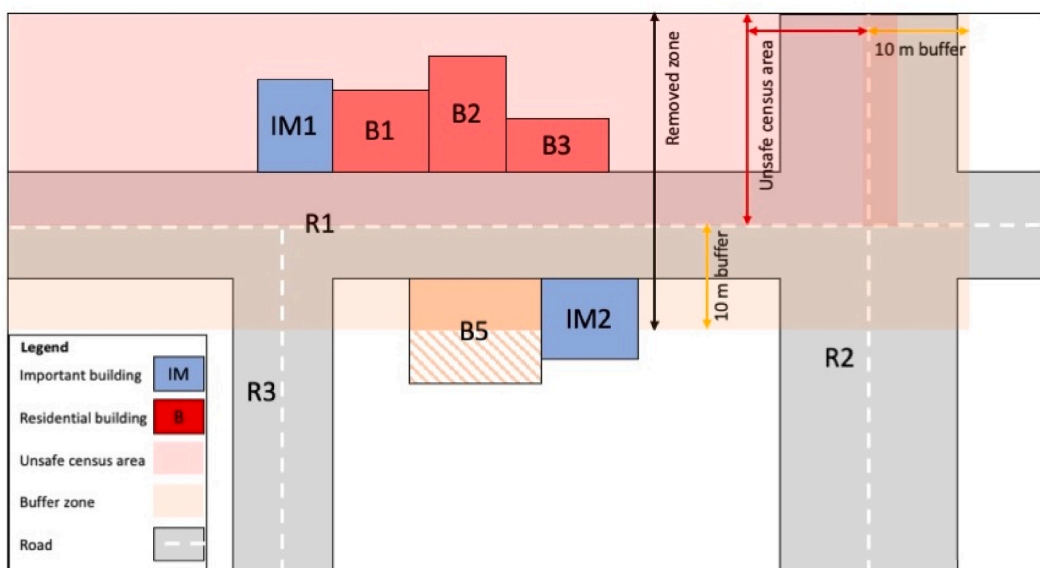 Unsafe census area
10 m buffer
Removed zone
IM1
B1
B2
B3
R1
10 m buffer
B5
IM2
R2
R3
Legend
Important building IM
Residential building B
Unsafe census area
Buffer zone
Road